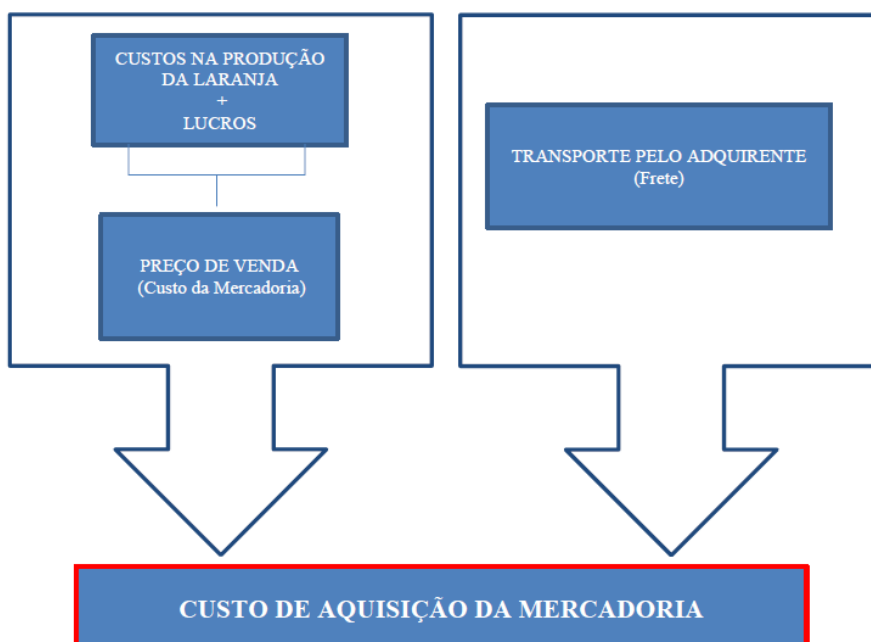 CUSTOS NA PRODUÇÃO
DA LARANJA
+
LUCROS
PREÇO DE VENDA
(Custo da Mercadoria)
TRANSPORTE PELO ADQUIRENTE
(Frete)
CUSTO DE AQUISIÇÃO DA MERCADORIA